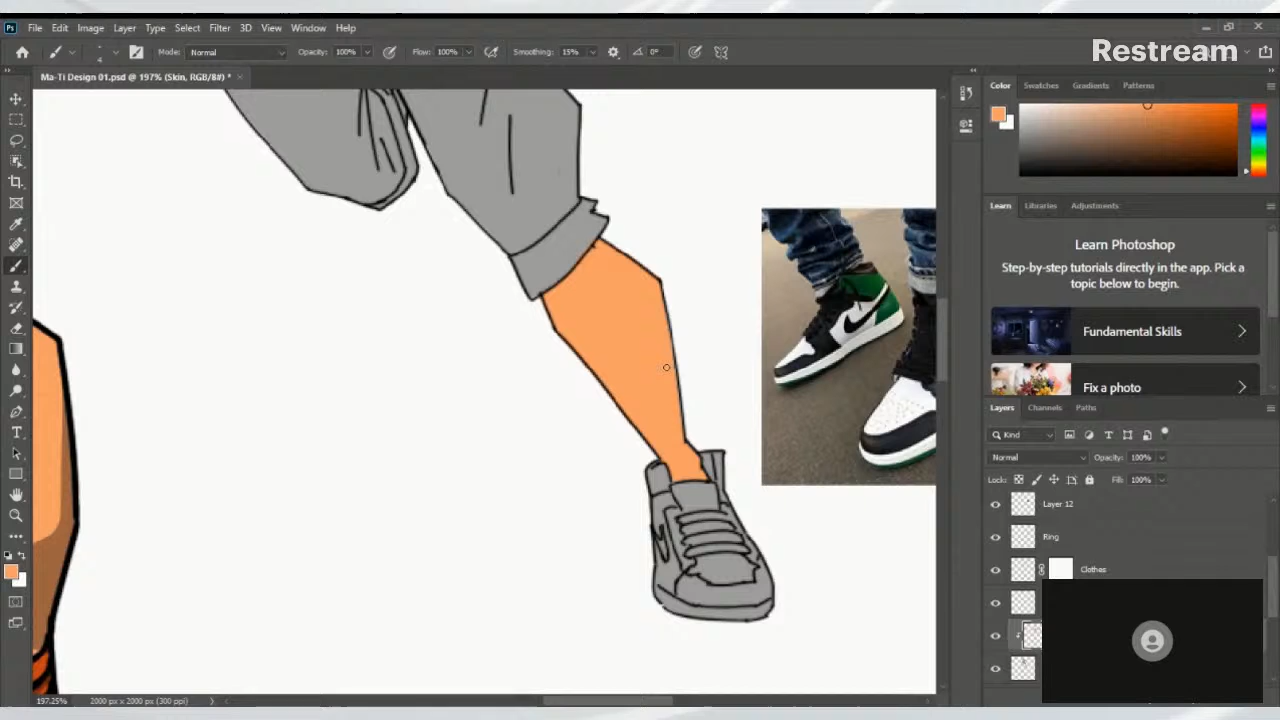 Ps File Edit Image Layer Type Select Filter 3D View Window Help
4 Mode: Normal Opacity: 100% Flow: 100% Smoothing: 15% 0°
Restream
Ma-Ti Design 01.psd @ 197% (Skin, RGB/8#) * ×
Color Swatches Gradients Patterns
Learn Libraries Adjustments
Learn Photoshop
Step-by-step tutorials directly in the app. Pick a
topic below to begin.
Fundamental Skills
Fix a photo
Layers Channels Paths
Kind
Normal Opacity: 100%
Lock: Fill: 100%
Layer 12
Ring
Clothes
197.25% 2000 px x 2000 px (300 ppi)